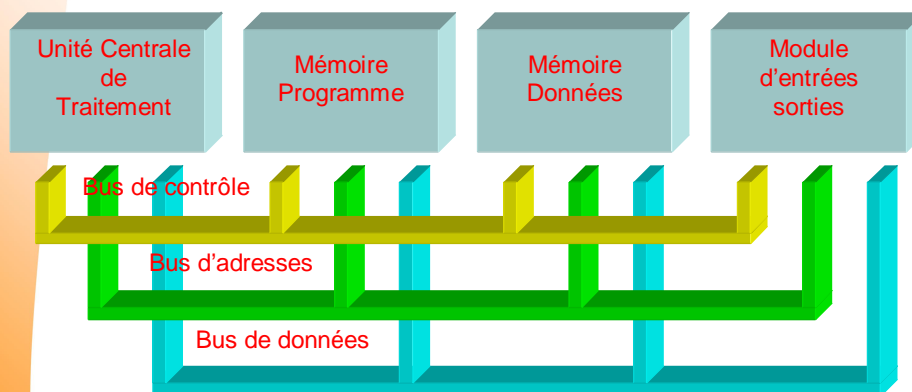 Unité Centrale
de
Traitement
Mémoire
Programme
Mémoire
Données
Module
d'entrées
sorties
Bus de contrôle
Bus d'adresses
Bus de données